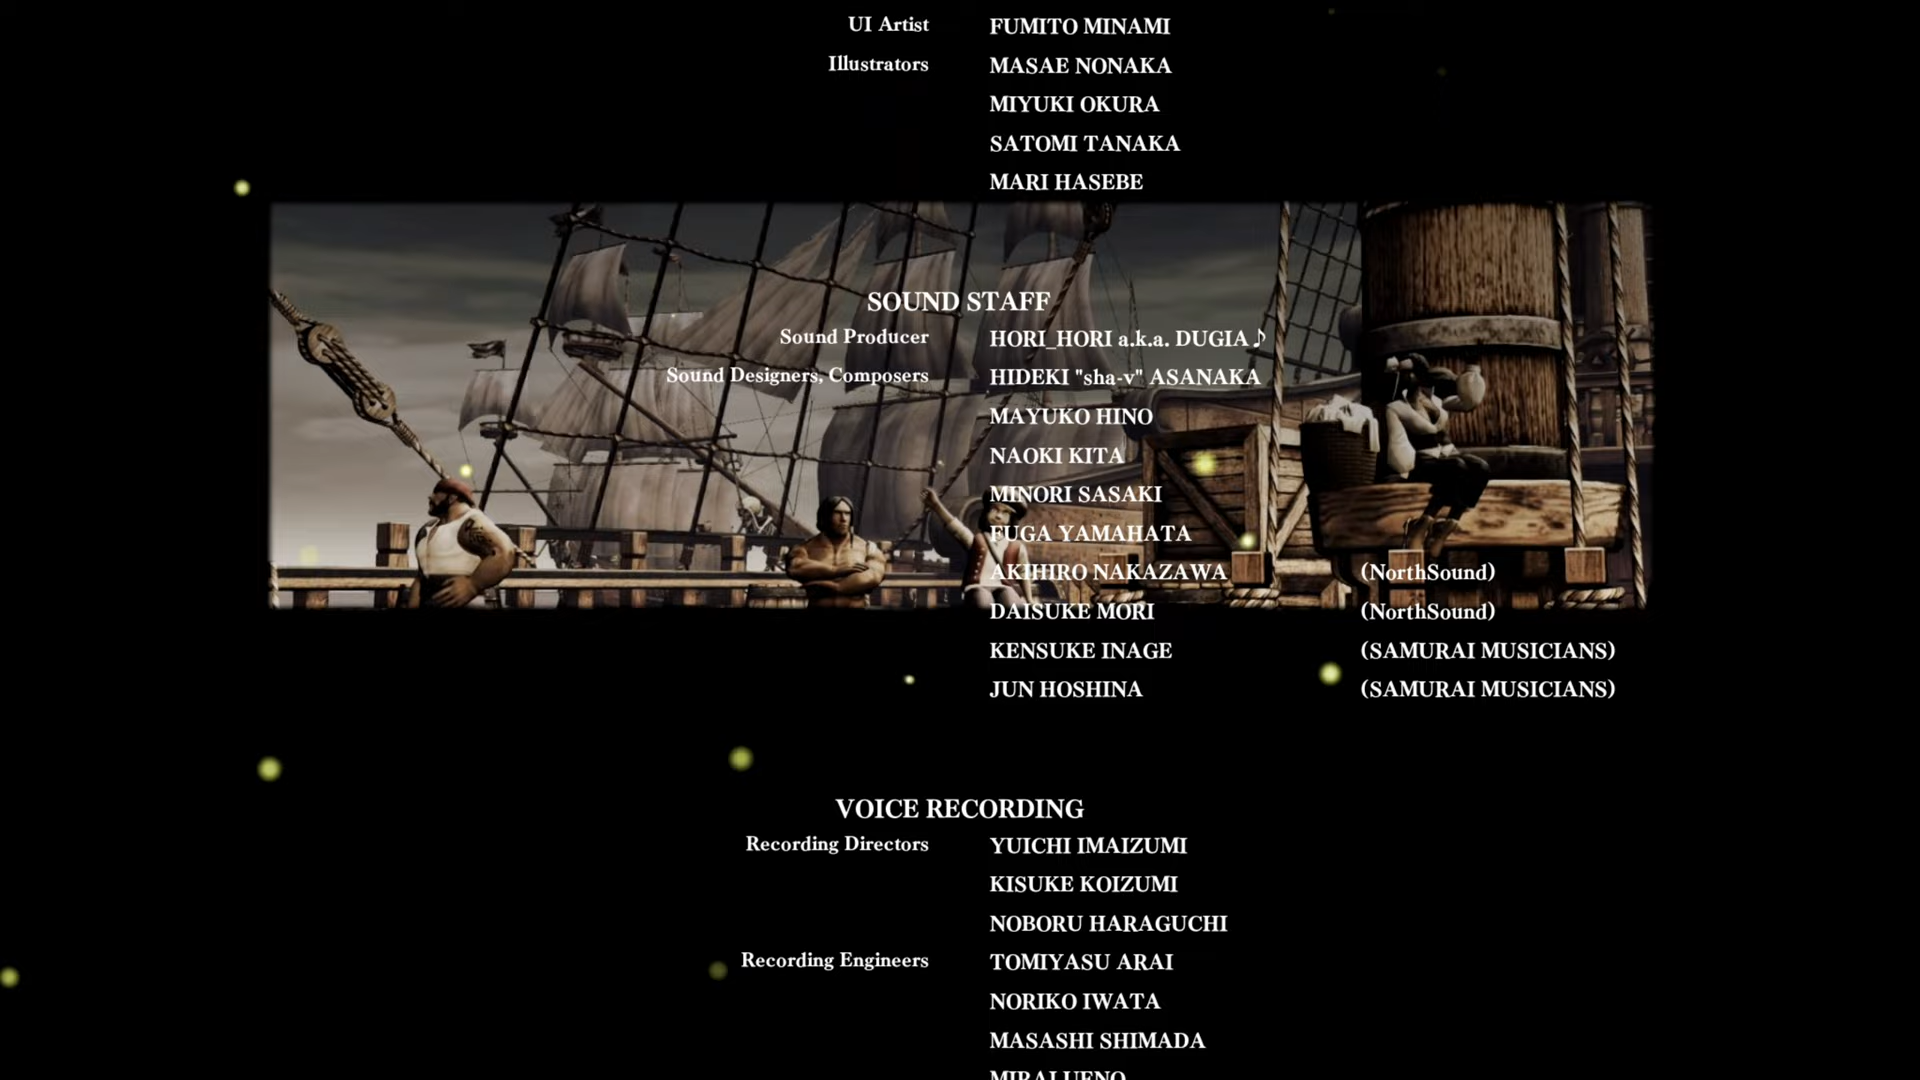 UI Artist FUMITO MINAMI
Illustrators MASAE NONAKA
MIYUKI OKURA
SATOMI TANAKA
MARI HASEBE
SOUND STAFF
Sound Producer HORI_HORI a.k.a. DUGIA♪
Sound Designers, Composers HIDEKI "sha-v" ASANAKA
MAYUKO HINO
NAOKI KITA
MINORI SASAKI
FUGA YAMAHATA
AKIHIRO NAKAZAWA (NorthSound)
DAISUKE MORI (NorthSound)
KENSUKE INAGE (SAMURAI MUSICIANS)
JUN HOSHINA (SAMURAI MUSICIANS)
VOICE RECORDING
Recording Directors YUICHI IMAIZUMI
KISUKE KOIZUMI
NOBORU HARAGUCHI
Recording Engineers TOMIYASU ARAI
NORIKO IWATA
MASASHI SHIMADA